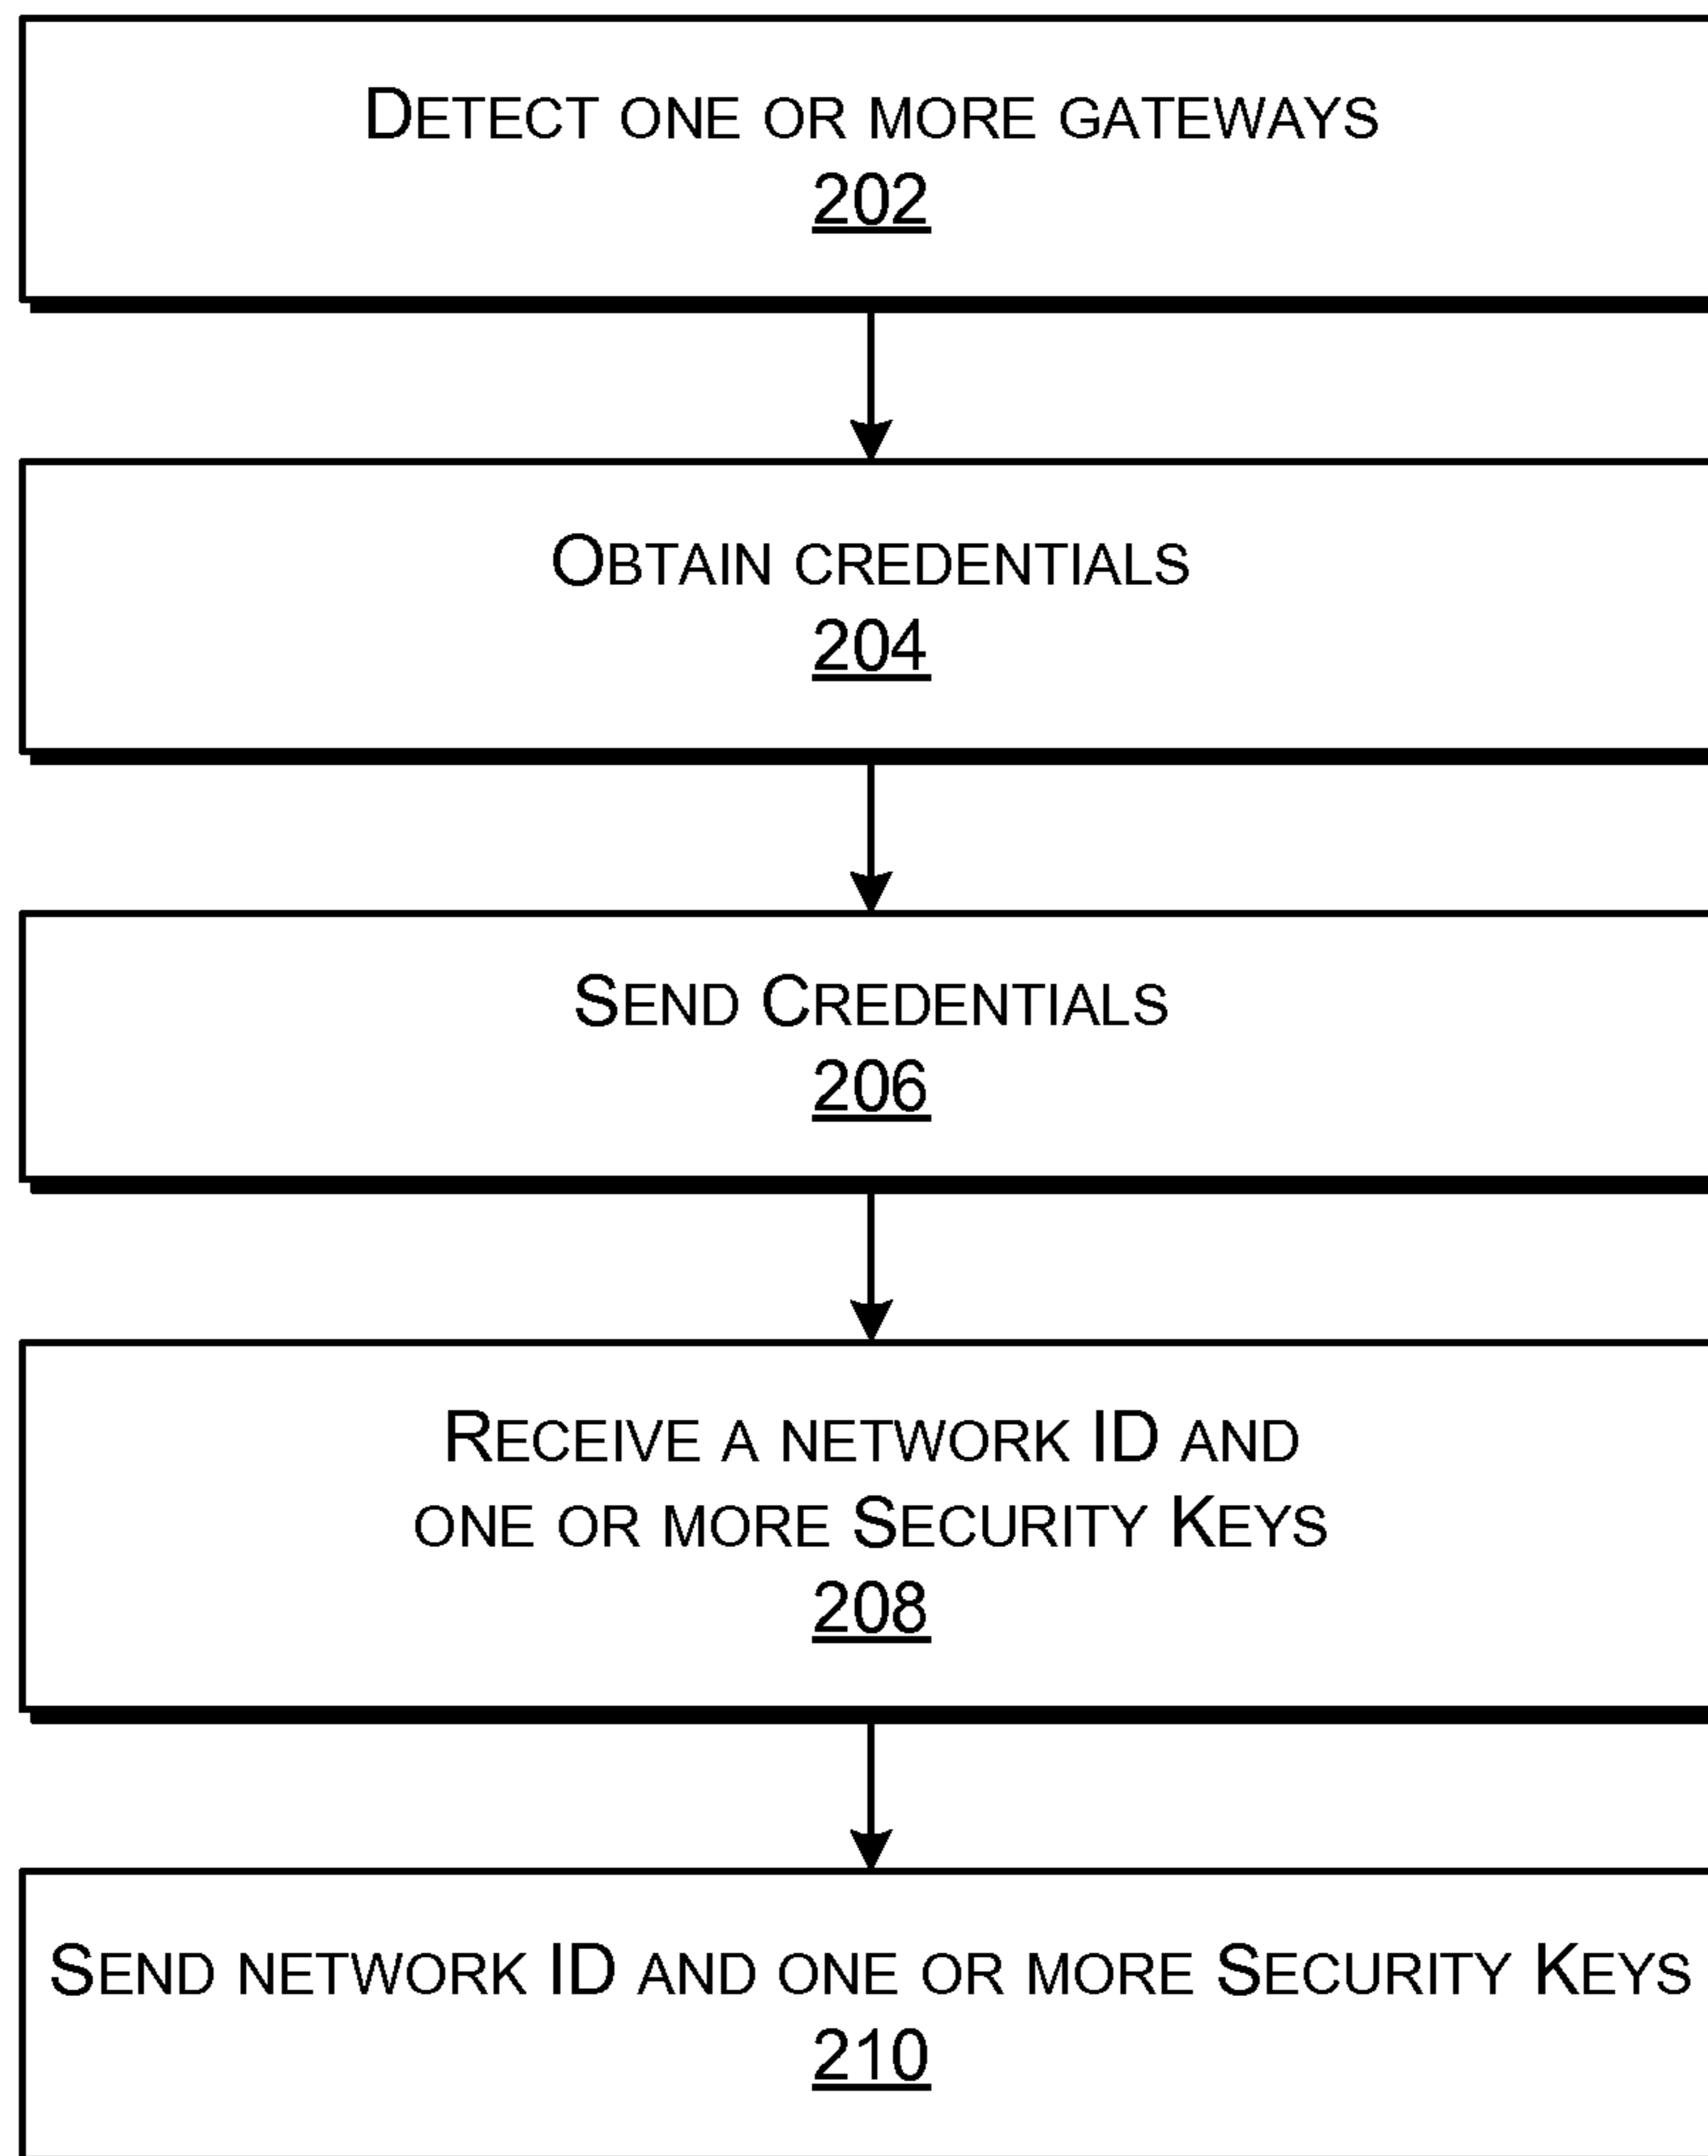 DETECT ONE OR MORE GATEWAYS
202
OBTAIN CREDENTIALS
204
SEND CREDENTIALS
206
RECEIVE A NETWORK ID AND
ONE OR MORE SECURITY KEYS
208
SEND NETWORK ID AND ONE OR MORE SECURITY KEYS
210